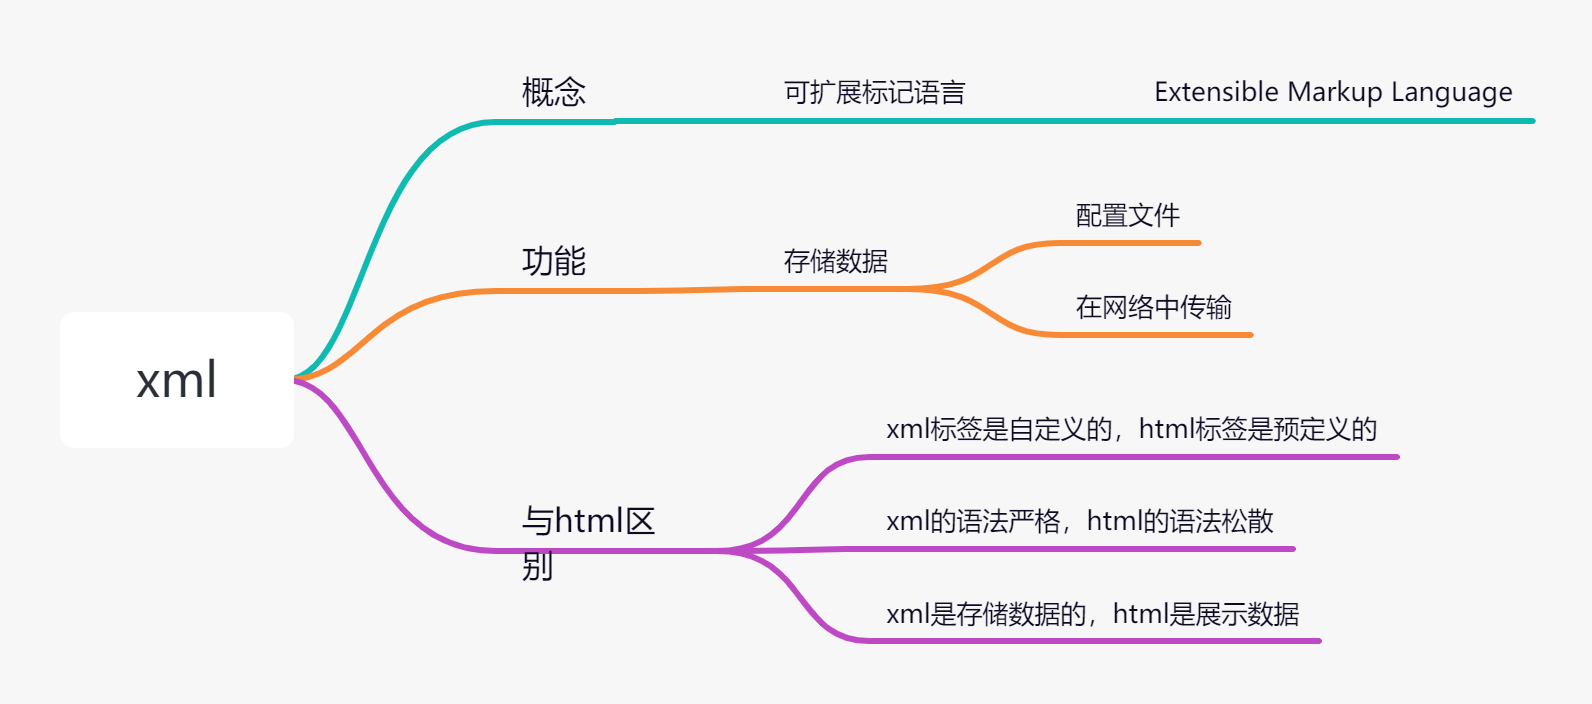 xml
概念
可扩展标记语言
Extensible Markup Language
功能
存储数据
配置文件
在网络中传输
与html区
别
xml标签是自定义的，html标签是预定义的
xml的语法严格，html的语法松散
xml是存储数据的，html是展示数据